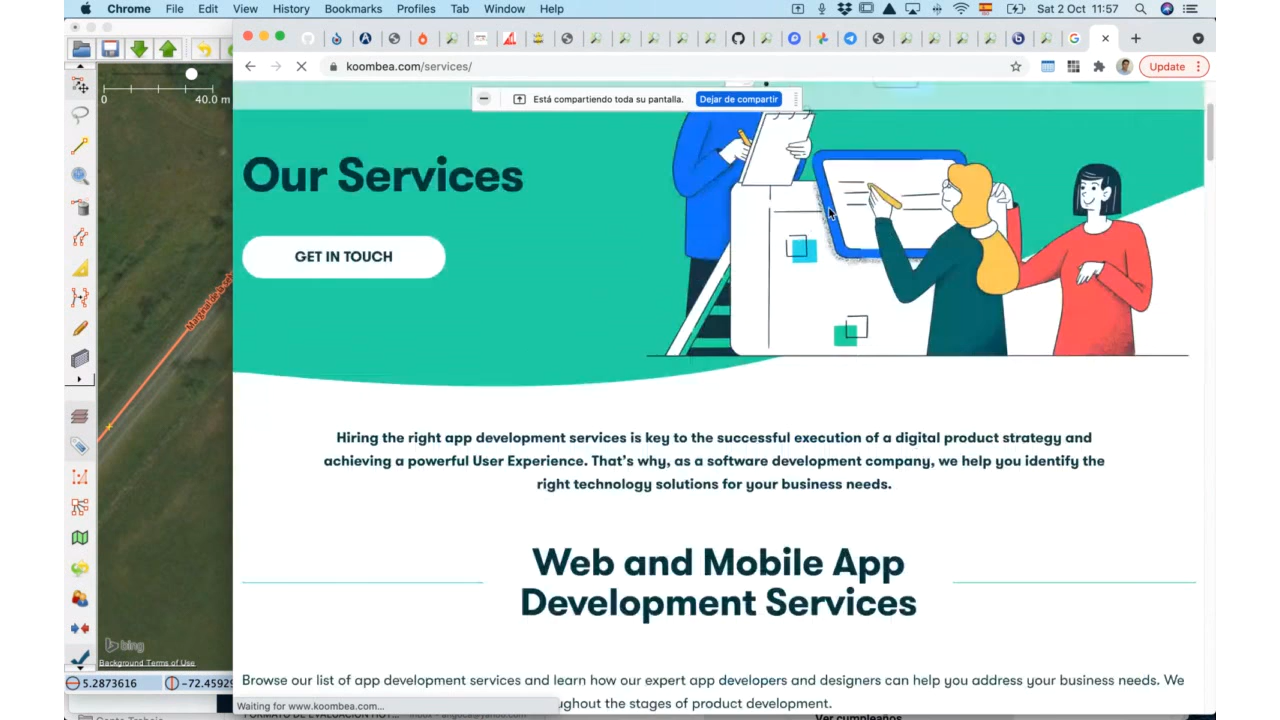 Chrome File Edit View History Bookmarks Profiles Tab Window Help
Sat 2 Oct 11:57
koombea.com/services/
Update
Está compartiendo toda su pantalla. Dejar de compartir
0 40.0 m
Our Services
GET IN TOUCH
Hiring the right app development services is key to the successful execution of a digital product strategy and
achieving a powerful User Experience. That's why, as a software development company, we help you identify the
right technology solutions for your business needs.
Web and Mobile App
Development Services
Browse our list of app development services and learn how our expert app developers and designers can help you address your business needs. We
ughout the stages of product development.
bing
Background Terms of Use
5.2873616 -72.4592
Waiting for www.koombea.com...
Ver cumpleaños